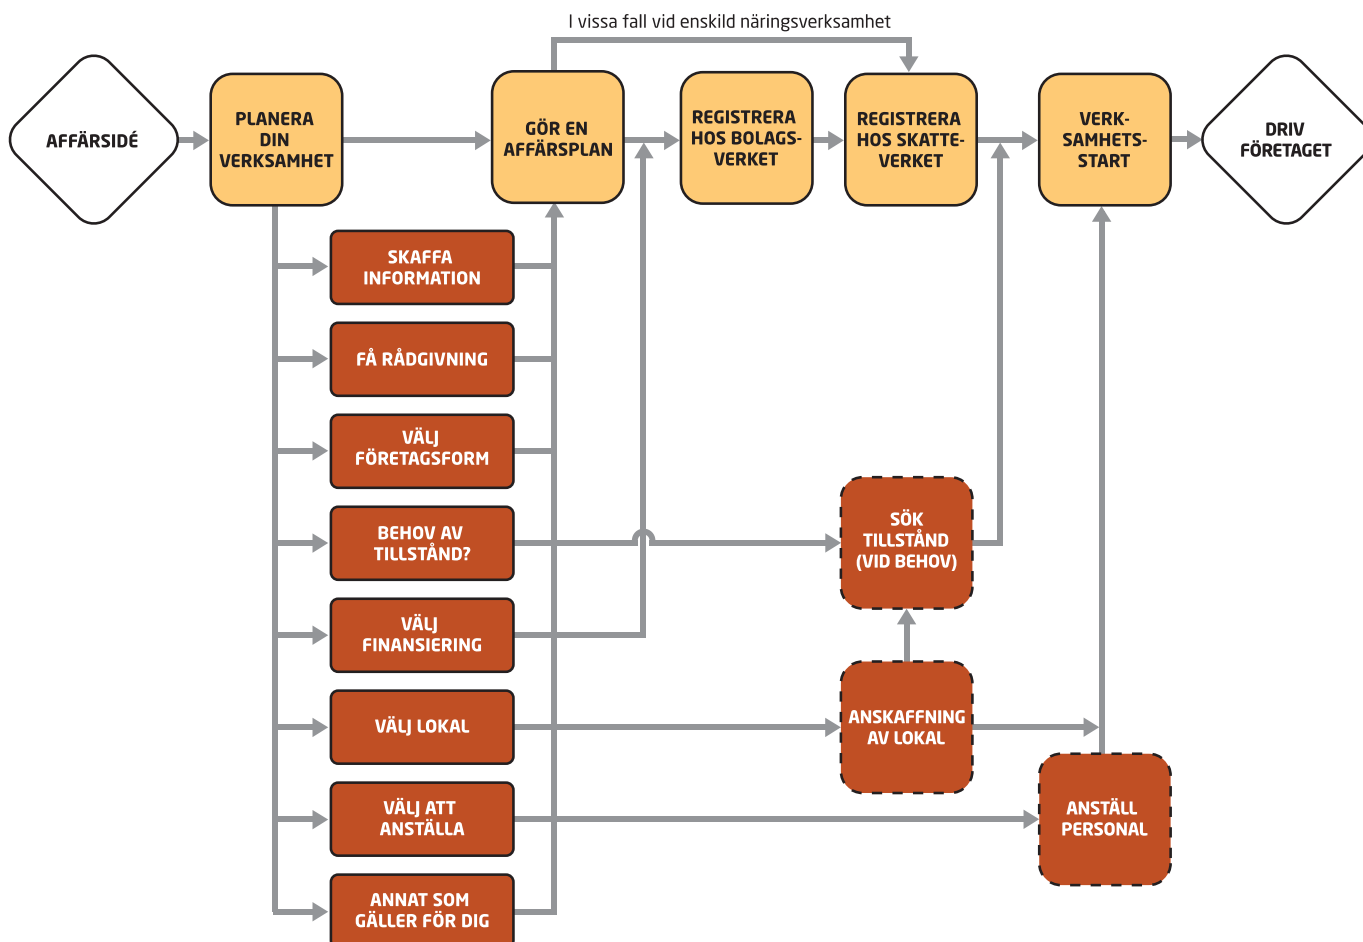 I vissa fall vid enskild näringsverksamhet
AFFÄRSIDÉ
PLANERA
DIN
VERKSAMHET
GÖR EN
AFFÄRSPLAN
REGISTRERA
HOS BOLAGS-
VERKET
REGISTRERA
HOS SKATTE-
VERKET
VERK-
SAMHETS-
START
DRIV
FÖRETAGET
SKAFFA
INFORMATION
FÅ RÅDGIVNING
VÄLJ
FÖRETAGSFORM
BEHOV AV
TILLSTÅND?
SÖK
TILLSTÅND
(VID BEHOV)
VÄLJ
FINANSIERING
VÄLJ LOKAL
ANSKAFFNING
AV LOKAL
VÄLJ ATT
ANSTÄLLA
ANSTÄLL
PERSONAL
ANNAT SOM
GÄLLER FÖR DIG